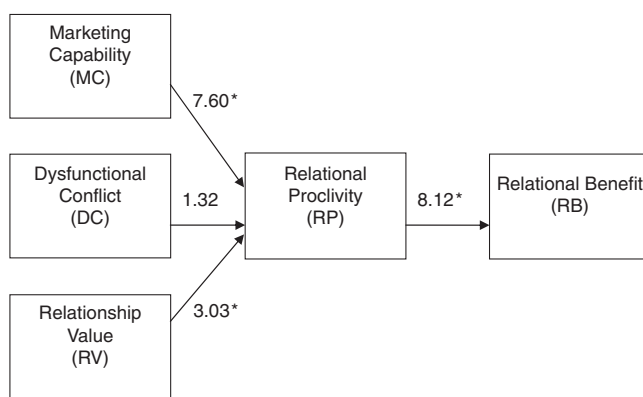 Marketing
Capability
(MC)
7.60*
Dysfunctional
Conflict
(DC)
1.32
Relational
Proclivity
(RP)
8.12*
Relational Benefit
(RB)
Relationship
Value
(RV)
3.03*